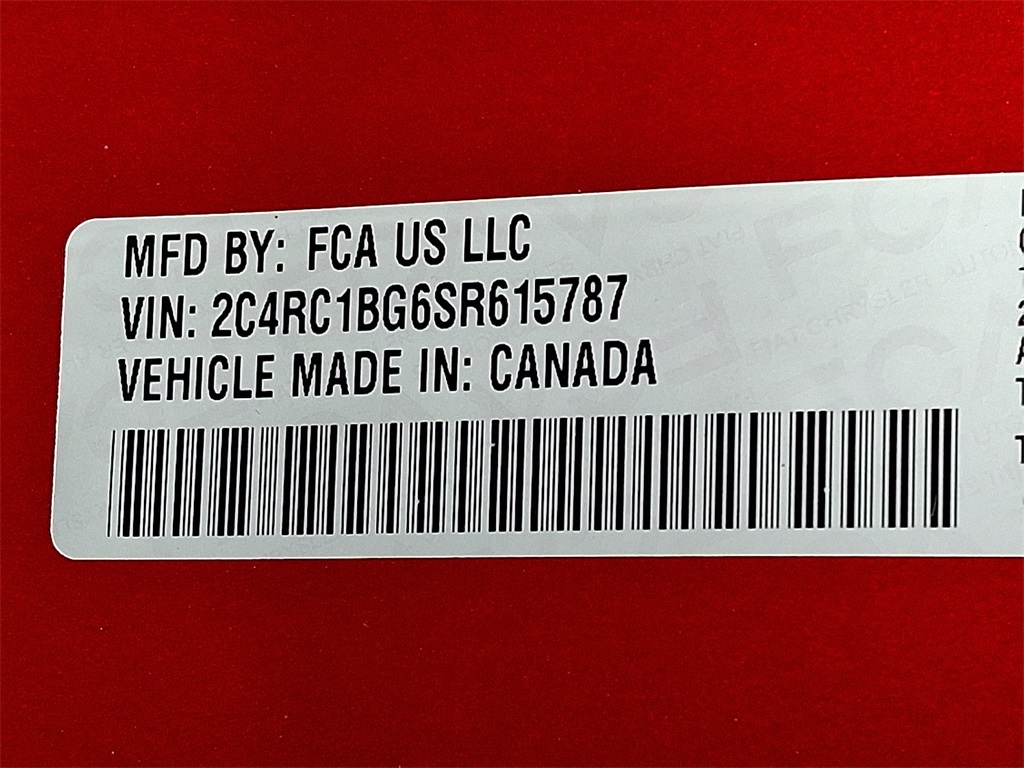 MFD BY: FCA US LLC
VIN: 2C4RC1BG6SR615787
VEHICLE MADE IN: CANADA